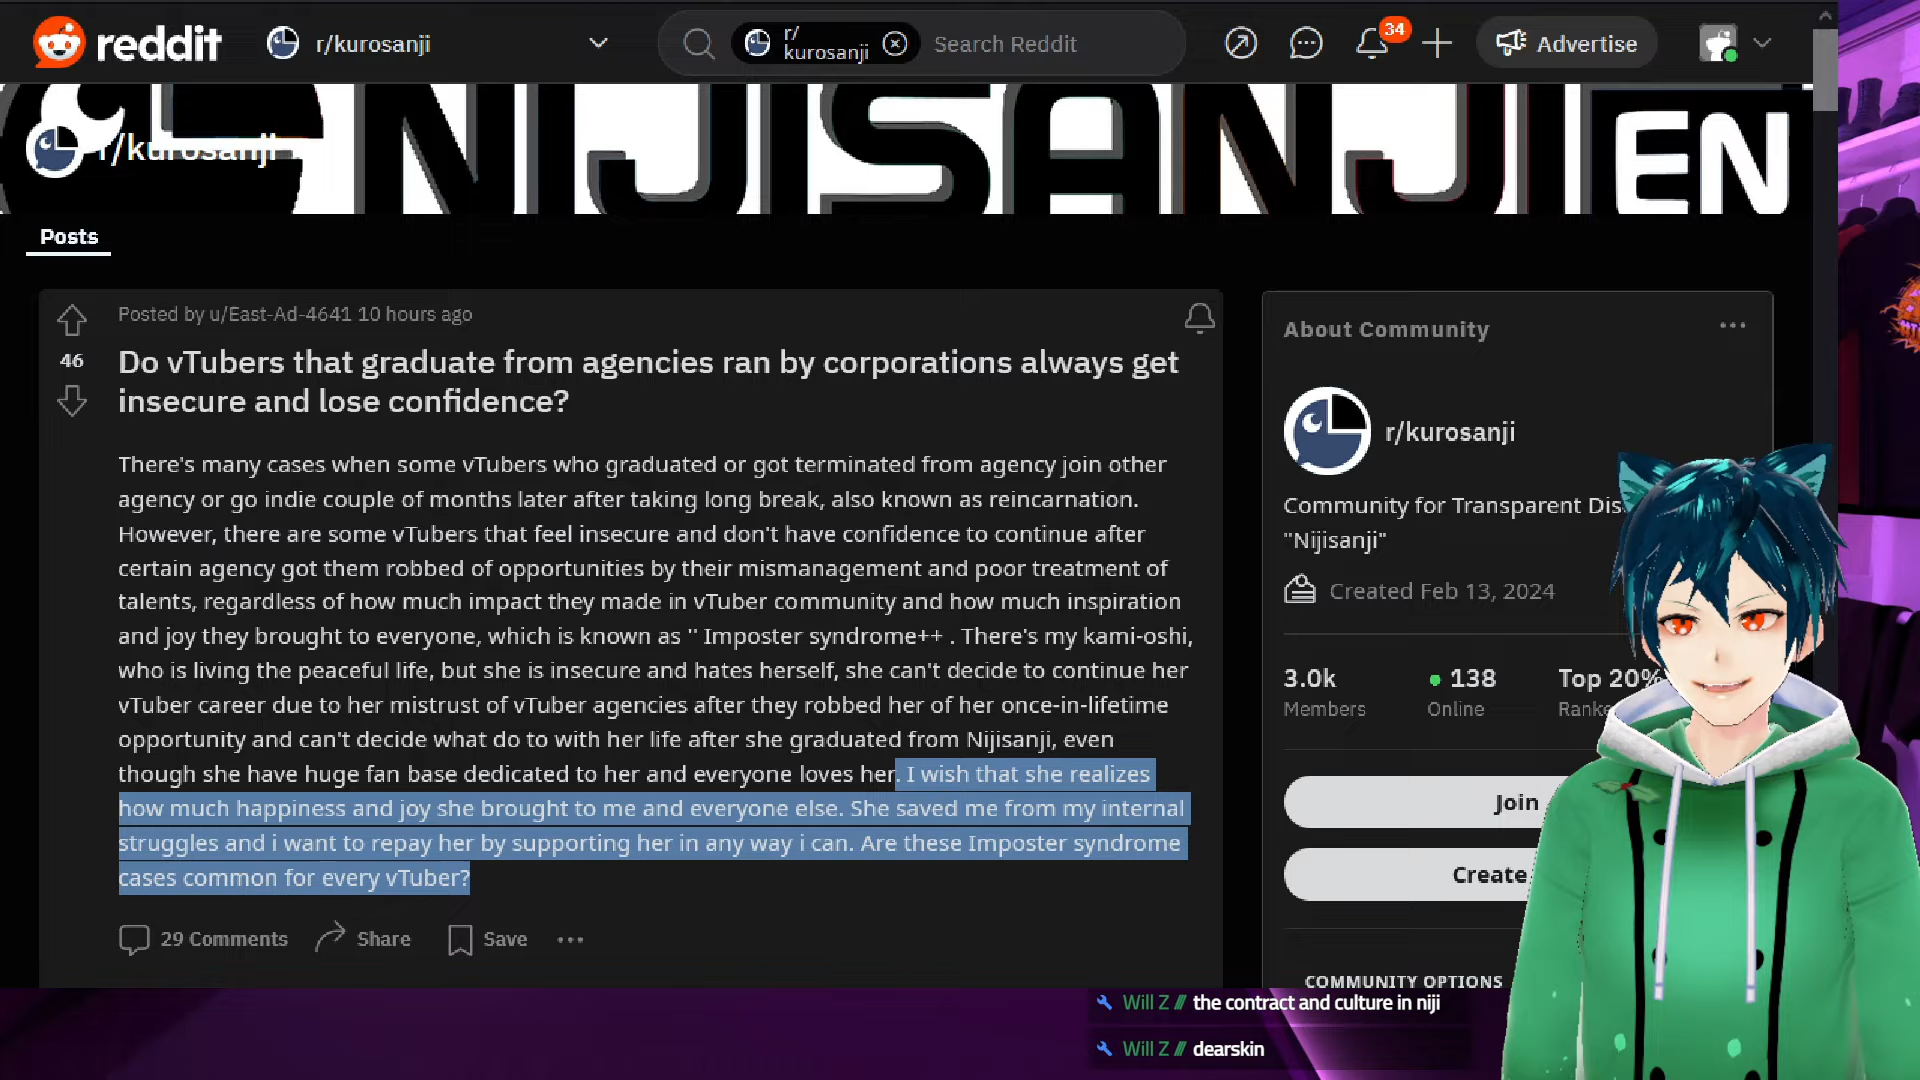 reddit
r/kurosanji
r/
kurosanji
Search Reddit
34
Advertise
NIJISANJI EN
r/kurosanji
Posts
Posted by u/East-Ad-4641 10 hours ago
46
Do vTubers that graduate from agencies ran by corporations always get
insecure and lose confidence?
There's many cases when some vTubers who graduated or got terminated from agency join other
agency or go indie couple of months later after taking long break, also known as reincarnation.
However, there are some vTubers that feel insecure and don't have confidence to continue after
certain agency got them robbed of opportunities by their mismanagement and poor treatment of
talents, regardless of how much impact they made in vTuber community and how much inspiration
and joy they brought to everyone, which is known as '' Imposter syndrome++ . There's my kami-oshi,
who is living the peaceful life, but she is insecure and hates herself, she can't decide to continue her
vTuber career due to her mistrust of vTuber agencies after they robbed her of her once-in-lifetime
opportunity and can't decide what do to with her life after she graduated from Nijisanji, even
though she have huge fan base dedicated to her and everyone loves her. I wish that she realizes
how much happiness and joy she brought to me and everyone else. She saved me from my internal
struggles and i want to repay her by supporting her in any way i can. Are these Imposter syndrome
cases common for every vTuber?
29 Comments
Share
Save
About Community
r/kurosanji
Community for Transparent Dis
"Nijisanji"
Created Feb 13, 2024
3.0k
Members
138
Online
Top 20%
Ranke
Join
Create
COMMUNITY OPTIONS
Will Z /// the contract and culture in niji
Will Z /// dearskin